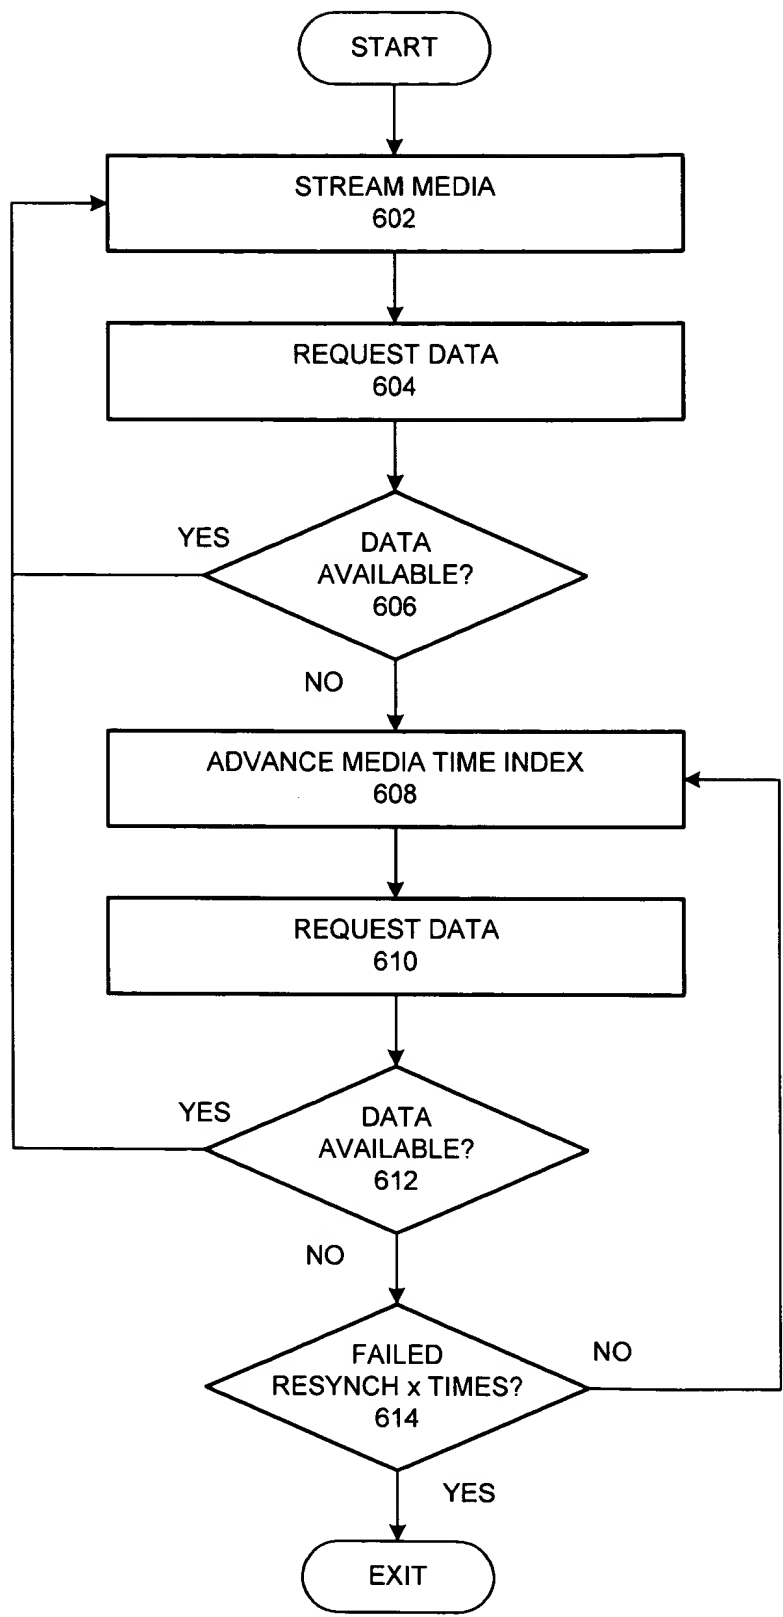 START
STREAM MEDIA
602
REQUEST DATA
604
YES
DATA
AVAILABLE?
606
NO
ADVANCE MEDIA TIME INDEX
608
REQUEST DATA
610
YES
DATA
AVAILABLE?
612
NO
FAILED
RESYNCH x TIMES?
614
NO
YES
EXIT